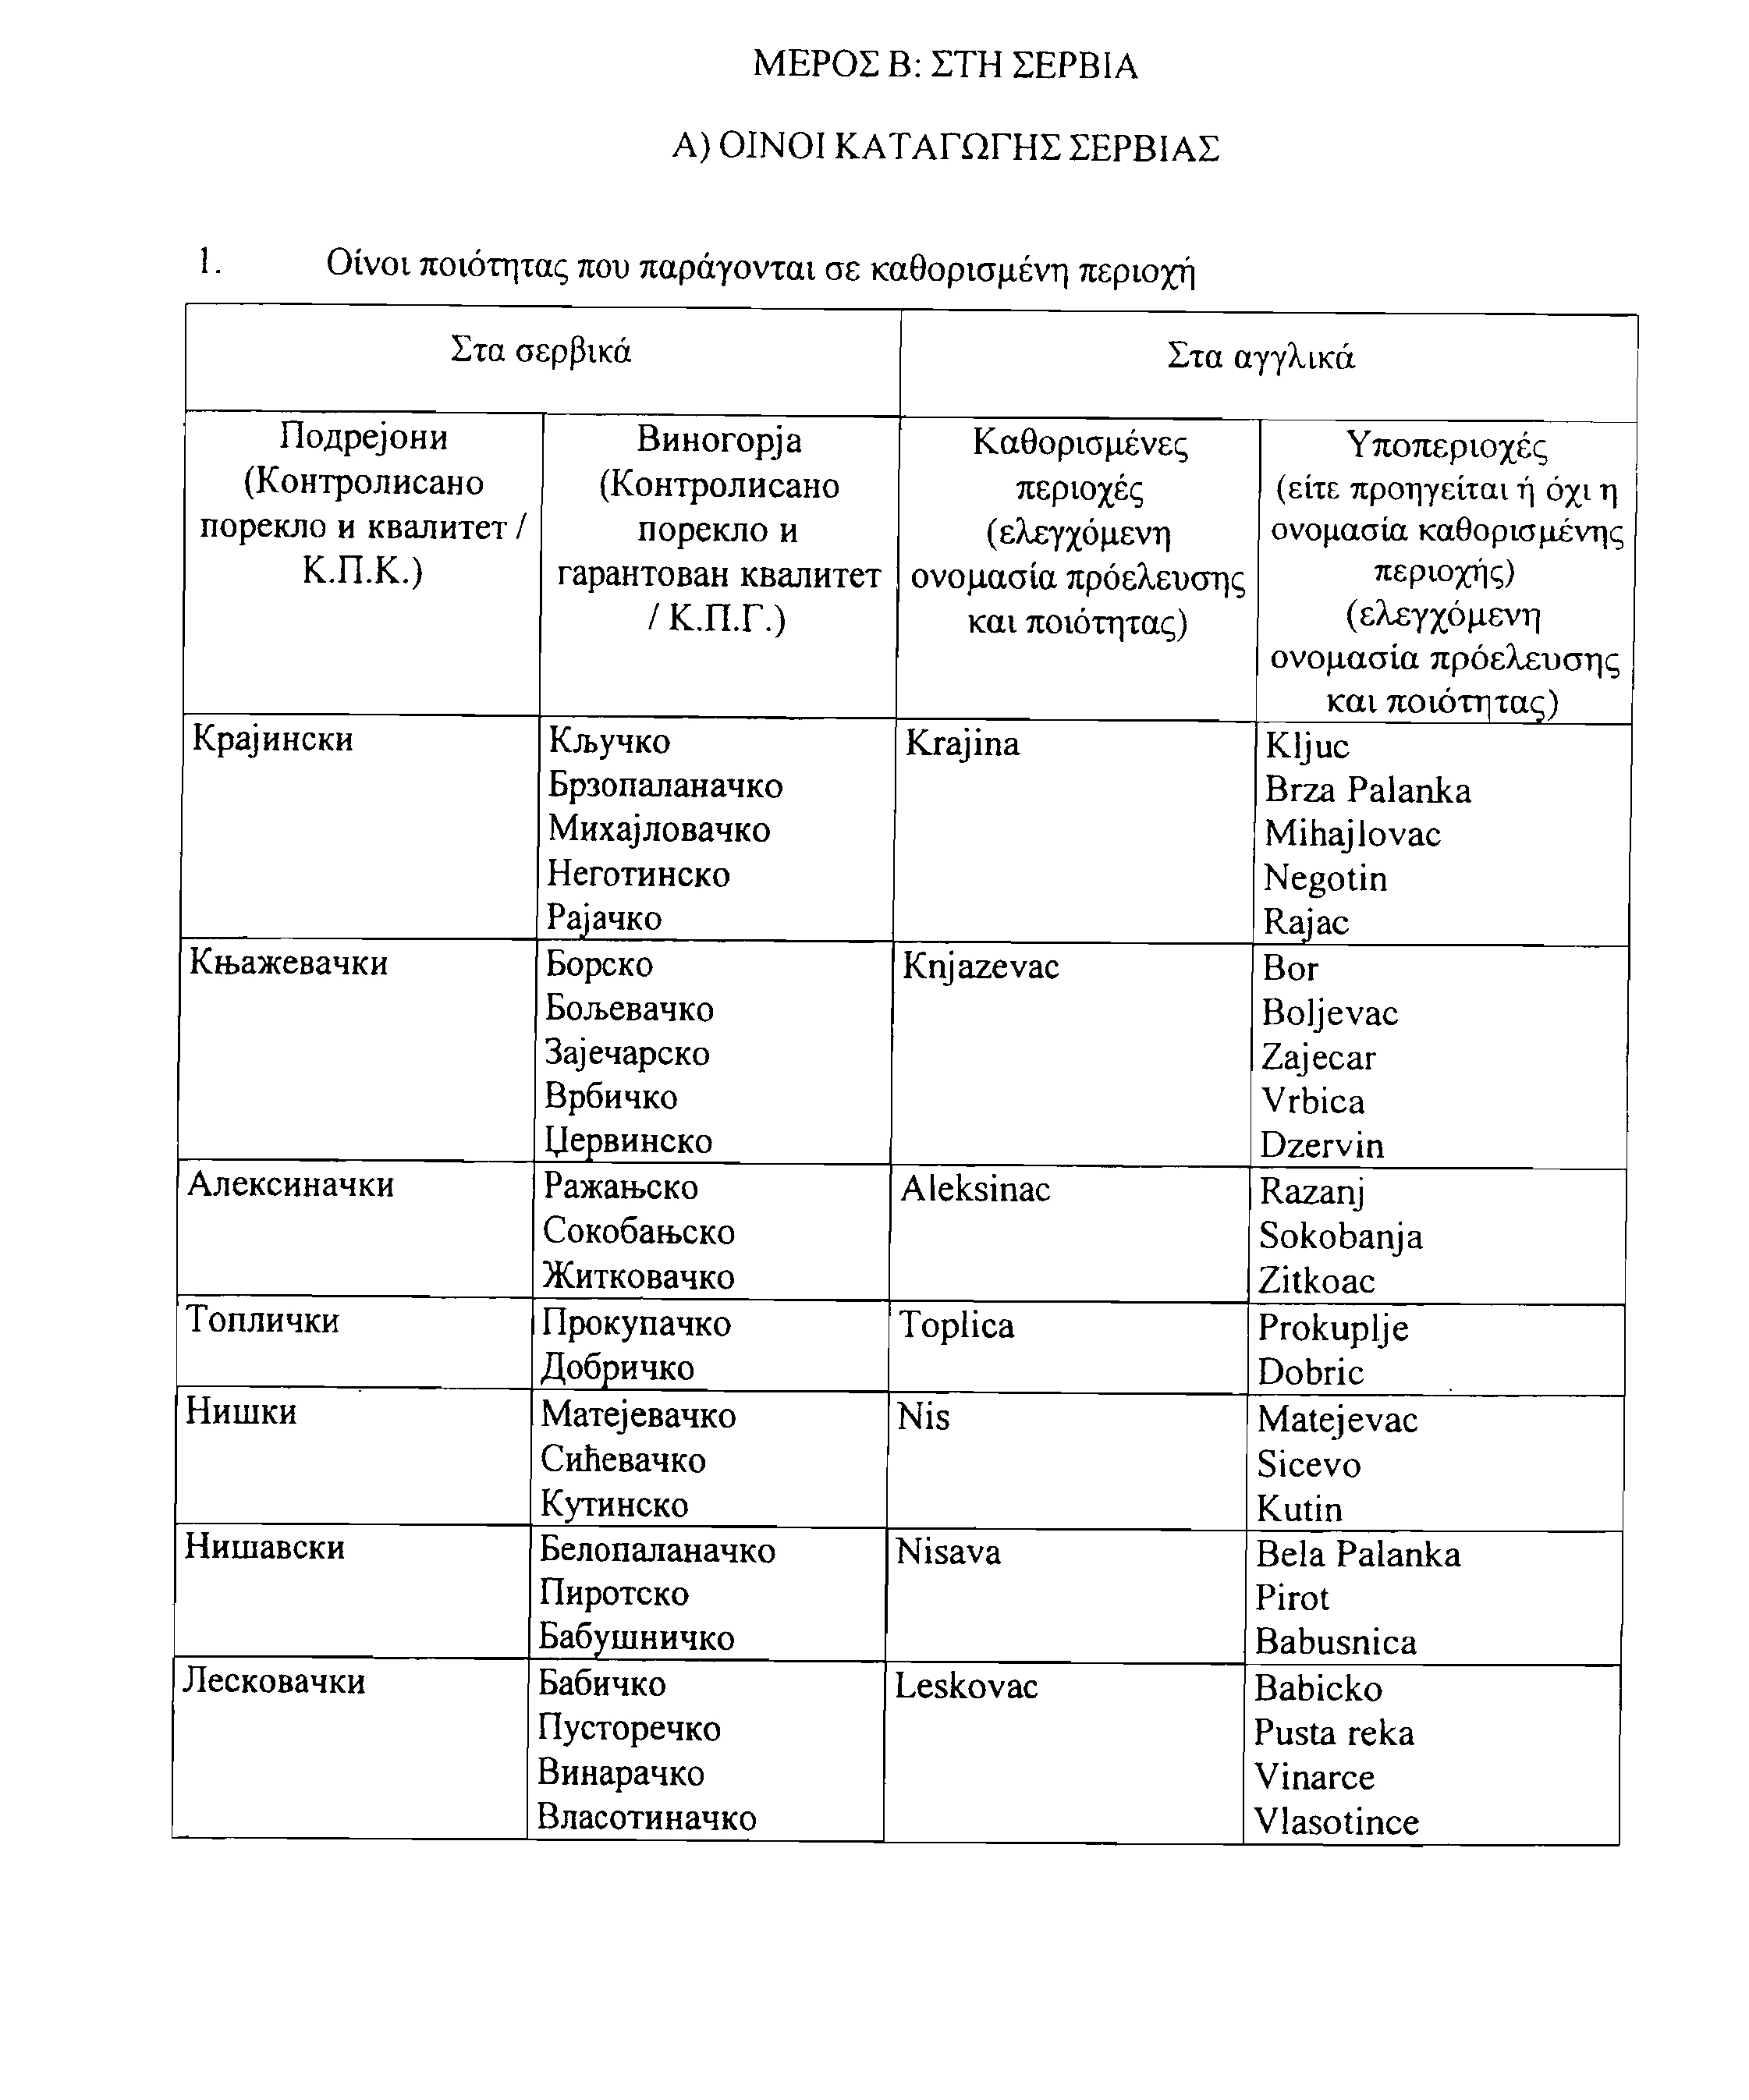 ΜΕΡΟΣ Β: ΣΤΗ ΣΕΡΒΙΑ
Α) ΟΙΝΟΙ ΚΑΤΑΓΩΓΗΣ ΣΕΡΒΙΑΣ
1. Οίνοι ποιότητας που παράγονται σε καθορισμένη περιοχή
Στα σερβικά
Στα αγγλικά
Подрејони
(Контролисано
порекло и квалитет /
К.П.К.)
Виногорја
(Контролисано
порекло и
гарантован квалитет
/ К.П.Г.)
Καθορισμένες
περιοχές
(ελεγχόμενη
ονομασία πρόελευσης
και ποιότητας)
Υποπεριοχές
(είτε προηγείται ή όχι η
ονομασία καθορισμένης
περιοχής)
(ελεγχόμενη
ονομασία πρόελευσης
και ποιότητας)
Крајински
Кључко
Брзопаланачко
Михајловачко
Неготинско
Рајачко
Krajina
Kljuc
Brza Palanka
Mihajlovac
Negotin
Rajac
Књажевачки
Борско
Бољевачко
Зајечарско
Врбичко
Џервинско
Knjazevac
Bor
Boljevac
Zajecar
Vrbica
Dzervin
Алексиначки
Ражањско
Сокобањско
Житковачко
Aleksinac
Razanj
Sokobanja
Zitkoac
Топлички
Прокупачко
Добричко
Toplica
Prokuplje
Dobric
Нишки
Матејевачко
Сићевачко
Кутинско
Nis
Matejevac
Sicevo
Kutin
Нишавски
Белопаланачко
Пиротско
Бабушничко
Nisava
Bela Palanka
Pirot
Babusnica
Лесковачки
Бабичко
Пусторечко
Винарачко
Власотиначко
Leskovac
Babicko
Pusta reka
Vinarce
Vlasotince